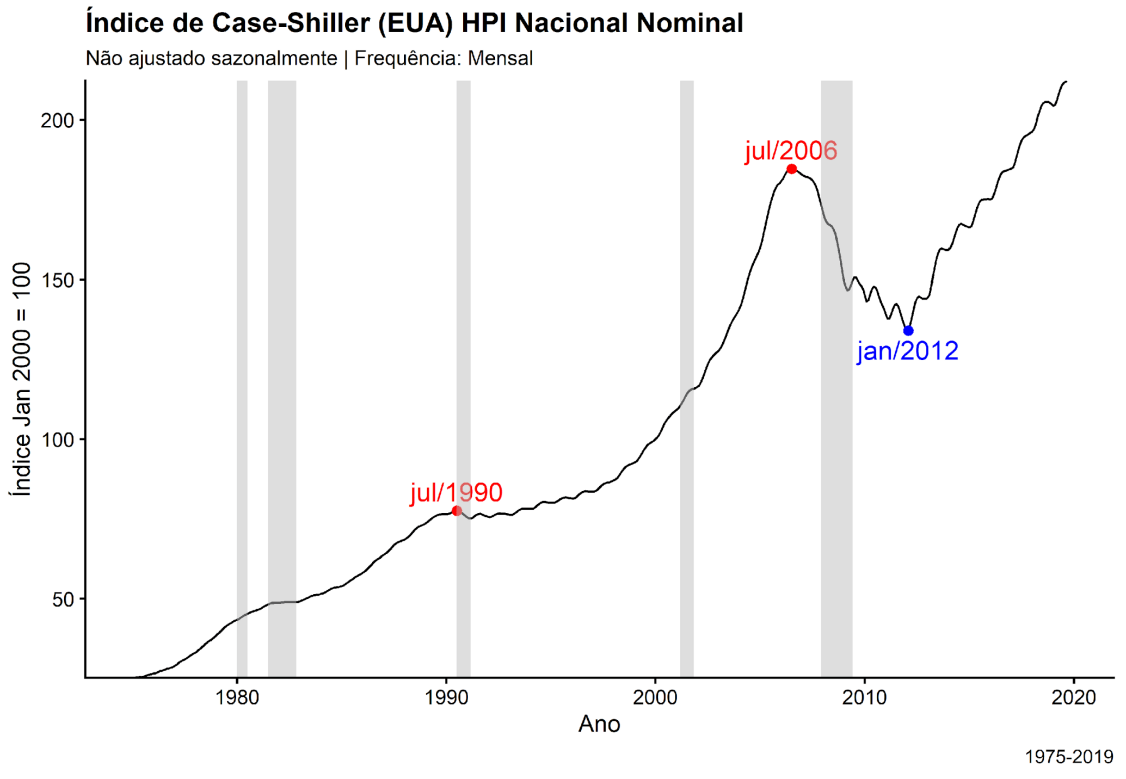 Índice de Case-Shiller (EUA) HPI Nacional Nominal
Não ajustado sazonalmente | Frequência: Mensal
200
150
100
50
Índice Jan 2000 = 100
jul/2006
jan/2012
jul/1990
1980
1990
2000
2010
2020
Ano
1975-2019